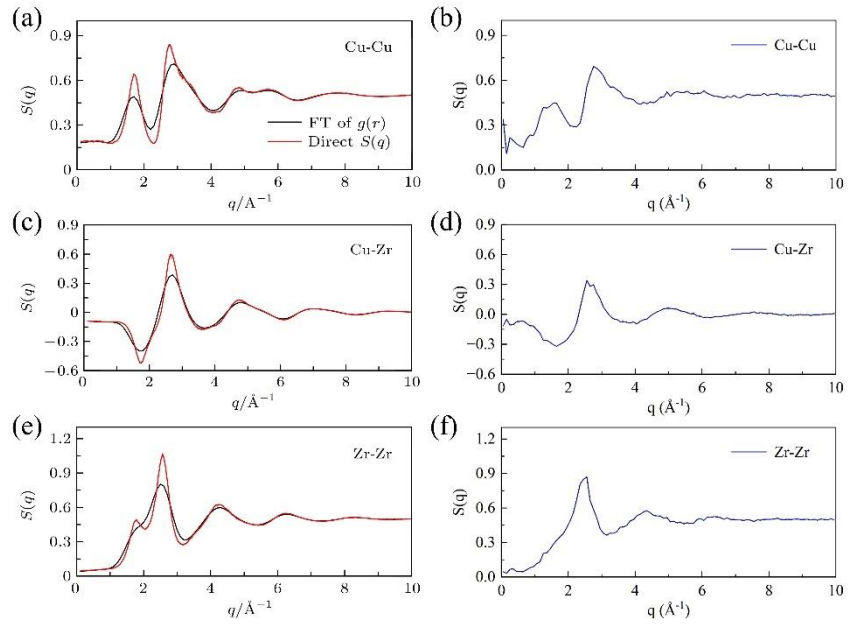 (a)
Cu-Cu
0.9
0.6
0.3
0.0
S(q)
FT of g(r)
Direct S(q)
0 2 4 6 8 10
q/A⁻¹
(b)
Cu-Cu
0.9
0.6
0.3
0.0
S(q)
0 2 4 6 8 10
q (Å⁻¹)
(c)
Cu-Zr
0.9
0.6
0.3
0
−0.3
−0.6
S(q)
0 2 4 6 8 10
q/Å⁻¹
(d)
Cu-Zr
0.9
0.6
0.3
0.0
-0.3
-0.6
S(q)
0 2 4 6 8 10
q (Å⁻¹)
(e)
Zr-Zr
1.2
0.9
0.6
0.3
0
S(q)
0 2 4 6 8 10
q/Å⁻¹
(f)
Zr-Zr
1.2
0.9
0.6
0.3
0.0
S(q)
0 2 4 6 8 10
q (Å⁻¹)